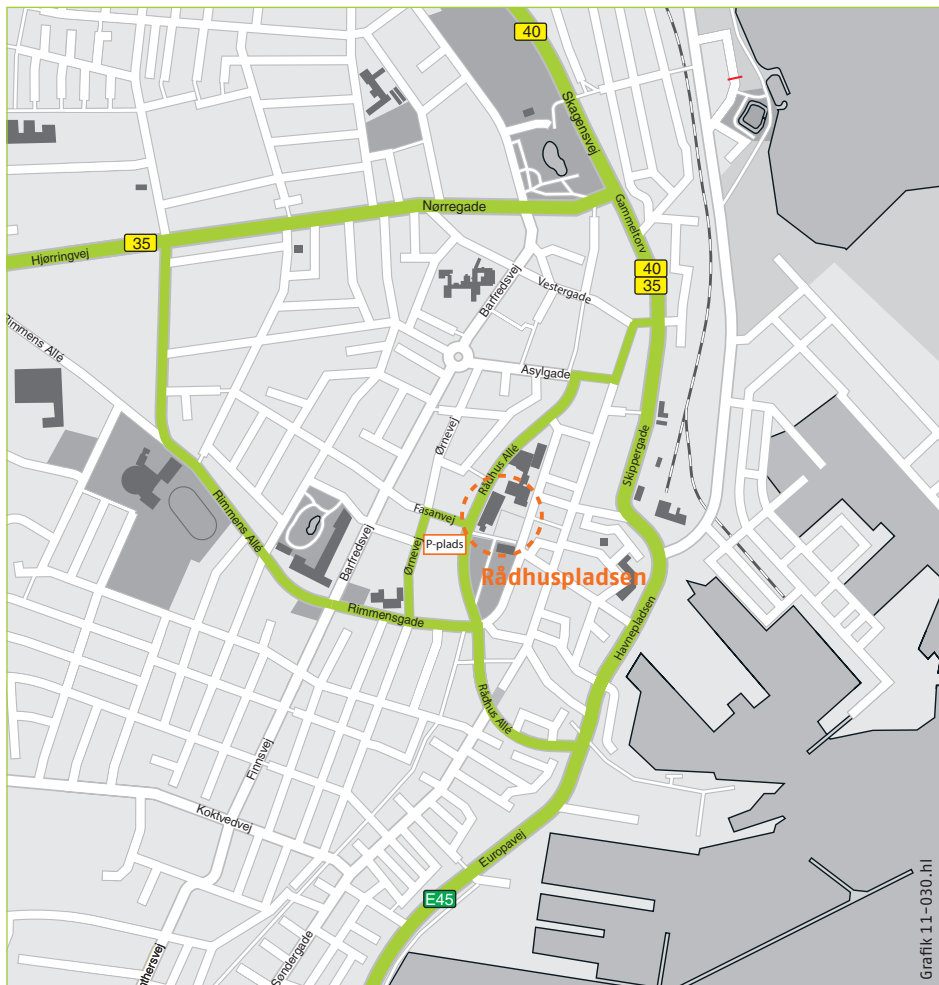 40
Skagensvej
Nørregade
Gammeltorv
35
Hjørringvej
40
35
Barfredsvej
Vestergade
Rimmens Allé
Asylgade
Ørnevej
Rådhus Allé
Skippergade
Rimmens Allé
Fasanvej
P-plads
Barfredsvej
Ørnevej
Rådhuspladsen
Rimmensgade
Havnepladsen
Rådhus Allé
Finnsvej
Koktvedvej
Europavej
E45
Søndergade
nthersvej
Grafik 11-030.hl